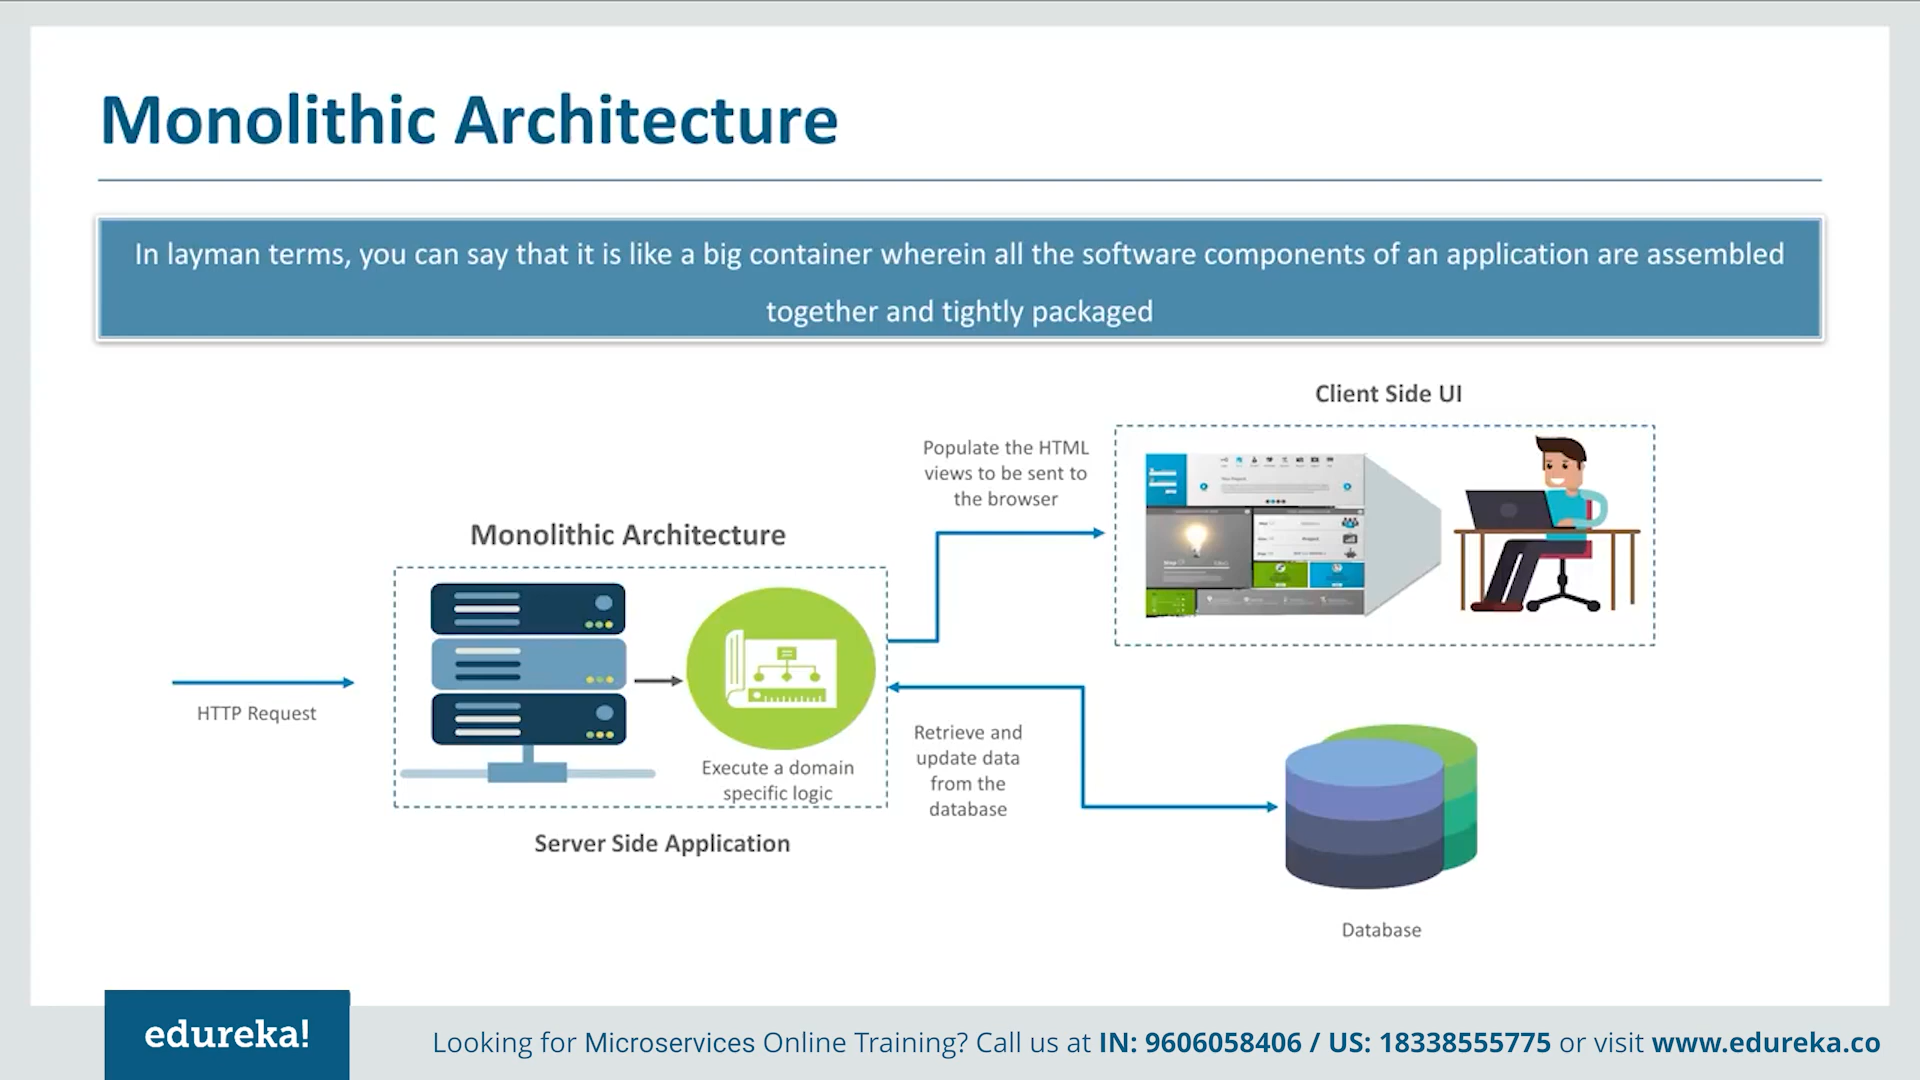 Monolithic Architecture
In layman terms, you can say that it is like a big container wherein all the software components of an application are assembled
together and tightly packaged
Client Side UI
Populate the HTML
views to be sent to
the browser
Monolithic Architecture
HTTP Request
Execute a domain
specific logic
Retrieve and
update data
from the
database
Server Side Application
Database
edureka!
Looking for Microservices Online Training? Call us at IN: 9606058406 / US: 18338555775 or visit www.edureka.co